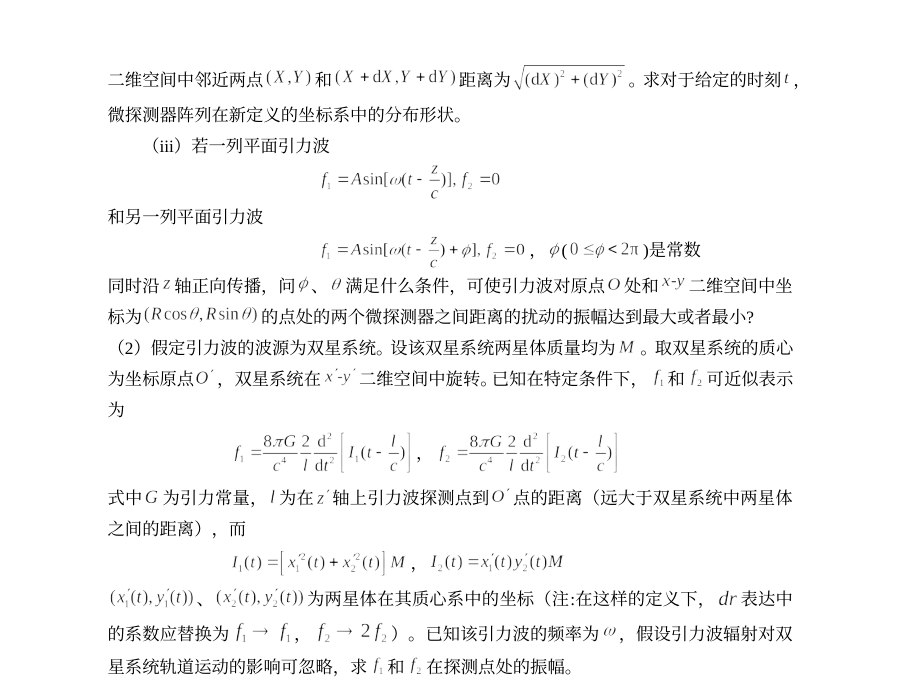 二维空间中邻近两点(X,Y)和(X+dX,Y+dY)距离为√((dX)²+(dY)²)。求对于给定的时刻t，
微探测器阵列在新定义的坐标系中的分布形状。
（iii）若一列平面引力波
f₁=Asin[ω(t-z/c)], f₂=0
和另一列平面引力波
f₁=Asin[ω(t-z/c)+ϕ], f₂=0，ϕ(0≤ϕ<2π)是常数
同时沿z轴正向传播，问ϕ、θ满足什么条件，可使引力波对原点O处和x-y二维空间中坐
标为(Rcosθ,Rsinθ)的点处的两个微探测器之间距离的扰动的振幅达到最大或者最小?
（2）假定引力波的波源为双星系统。设该双星系统两星体质量均为M。取双星系统的质心
为坐标原点O′，双星系统在x′-y′二维空间中旋转。已知在特定条件下，f₁和f₂可近似表示
为
f₁=8πG/c⁴ 2/l d²/dt² [I₁(t-l/c)]，f₂=8πG/c⁴ 2/l d²/dt² [I₂(t-l/c)]
式中G为引力常量，l为在z′轴上引力波探测点到O′点的距离（远大于双星系统中两星体
之间的距离），而
I₁(t)=[x₁′²(t)+x₂′²(t)]M，I₂(t)=x₁′(t)y₂′(t)M
(x₁′(t),y₁′(t))、(x₂′(t),y₂′(t))为两星体在其质心系中的坐标（注:在这样的定义下，dr表达中
的系数应替换为f₁→f₁，f₂→2f₂）。已知该引力波的频率为ω，假设引力波辐射对双
星系统轨道运动的影响可忽略，求f₁和f₂在探测点处的振幅。